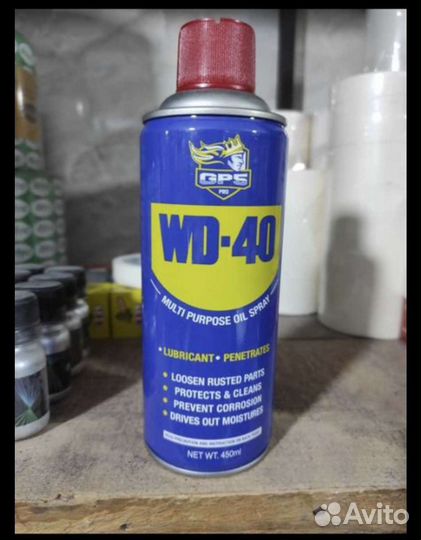 GPS
PRO
WD-40
MULTI PURPOSE OIL SPRAY
• LUBRICANT • PENETRATES
• LOOSEN RUSTED PARTS
• PROTECTS & CLEANS
• PREVENT CORROSION
• DRIVES OUT MOISTURES
NET WT. 450ml
Avito